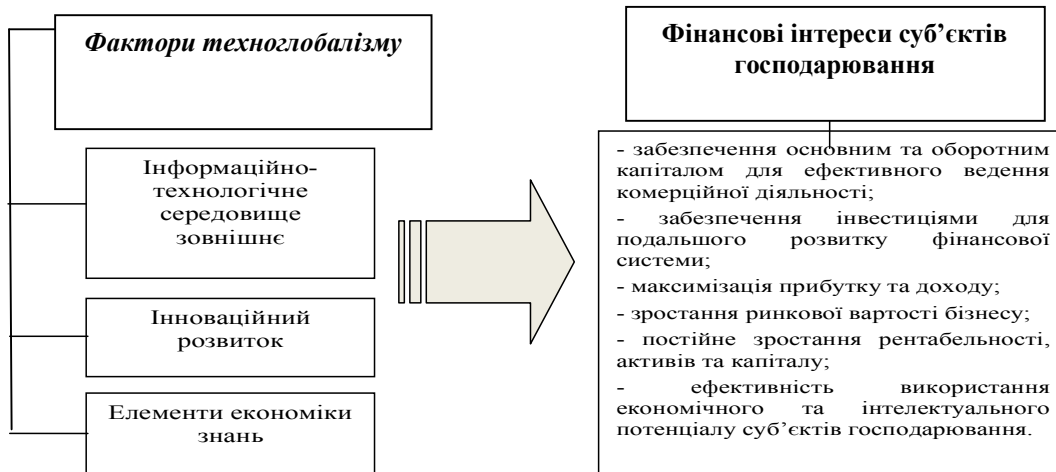 Фактори техноглобалізму
Інформаційно-
технологічне
середовище
зовнішнє
Інноваційний
розвиток
Елементи економіки
знань
Фінансові інтереси суб’єктів
господарювання
- забезпечення основним та оборотним
капіталом для ефективного ведення
комерційної діяльності;
- забезпечення інвестиціями для
подальшого розвитку фінансової
системи;
- максимізація прибутку та доходу;
- зростання ринкової вартості бізнесу;
- постійне зростання рентабельності,
активів та капіталу;
- ефективність використання
економічного та інтелектуального
потенціалу суб’єктів господарювання.